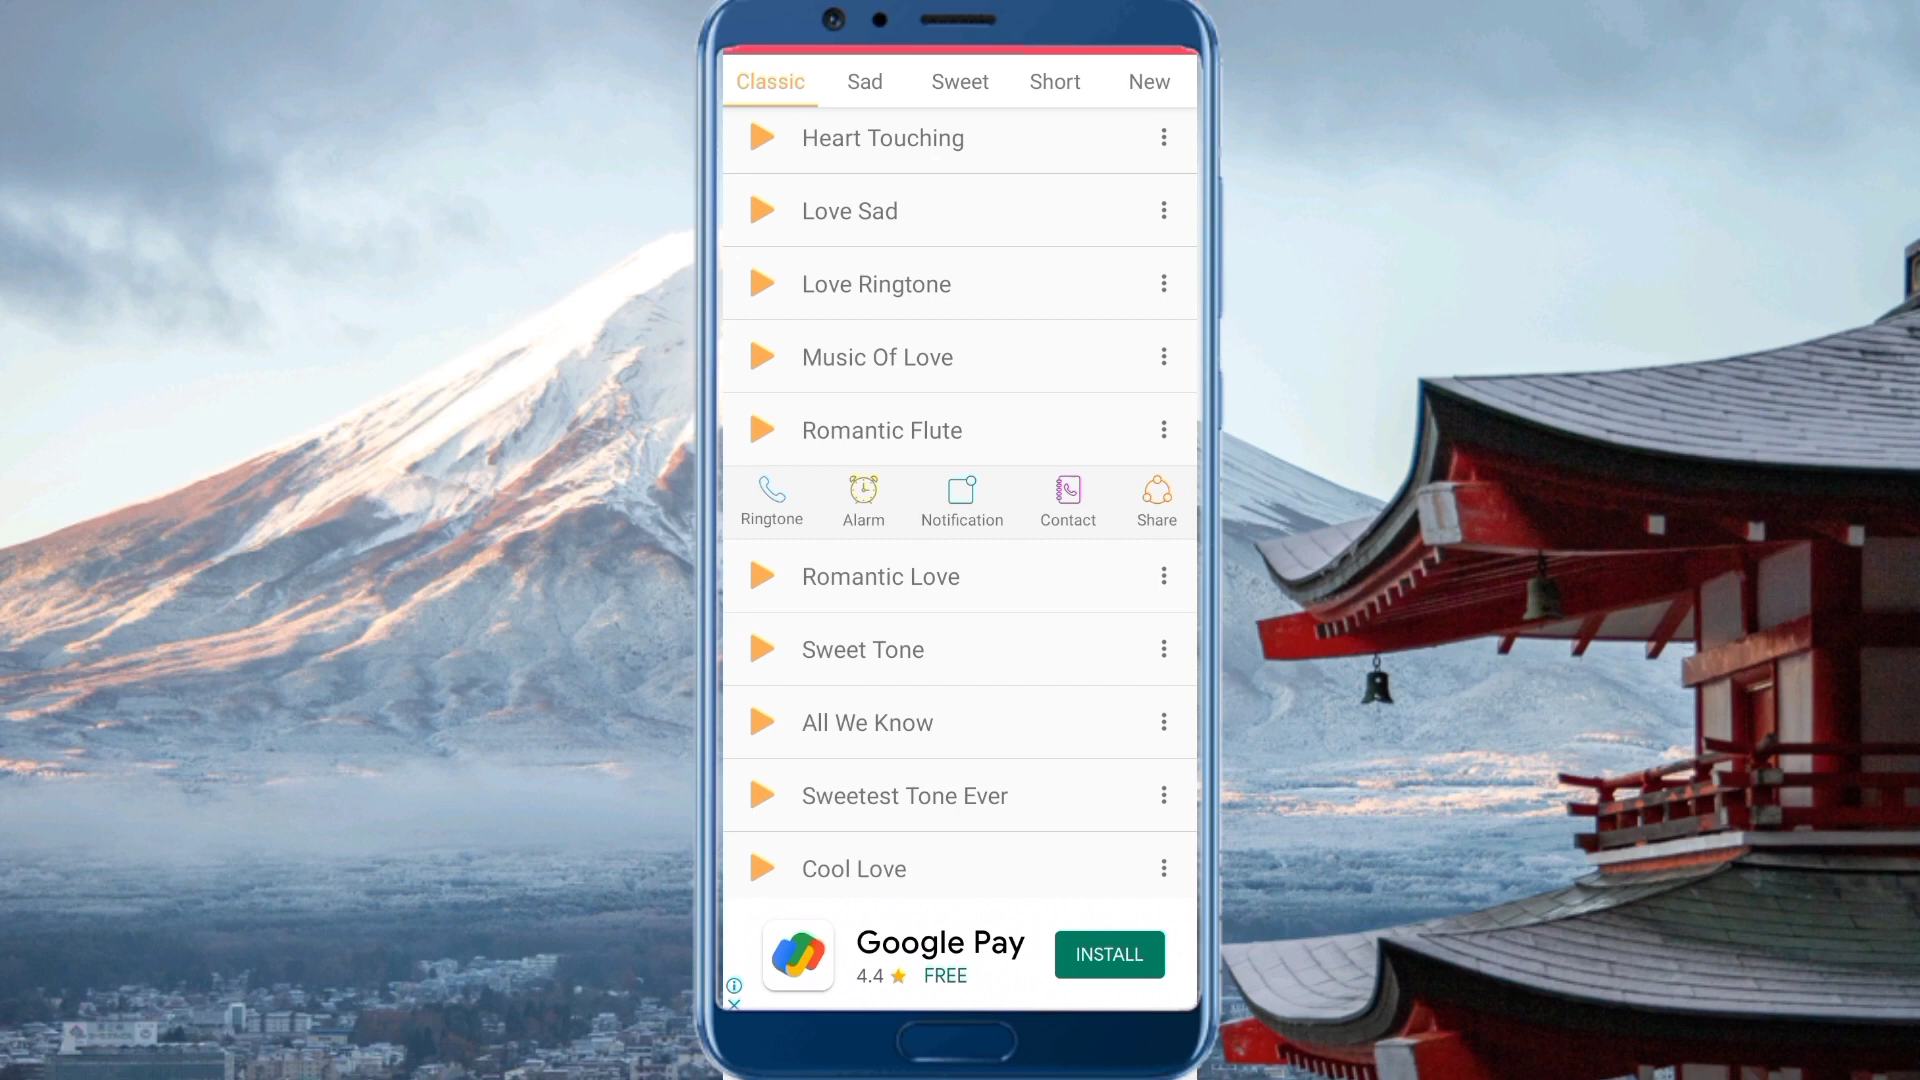 Classic Sad Sweet Short New
Heart Touching
Love Sad
Love Ringtone
Music Of Love
Romantic Flute
Ringtone Alarm Notification Contact Share
Romantic Love
Sweet Tone
All We Know
Sweetest Tone Ever
Cool Love
Google Pay
4.4 FREE
INSTALL